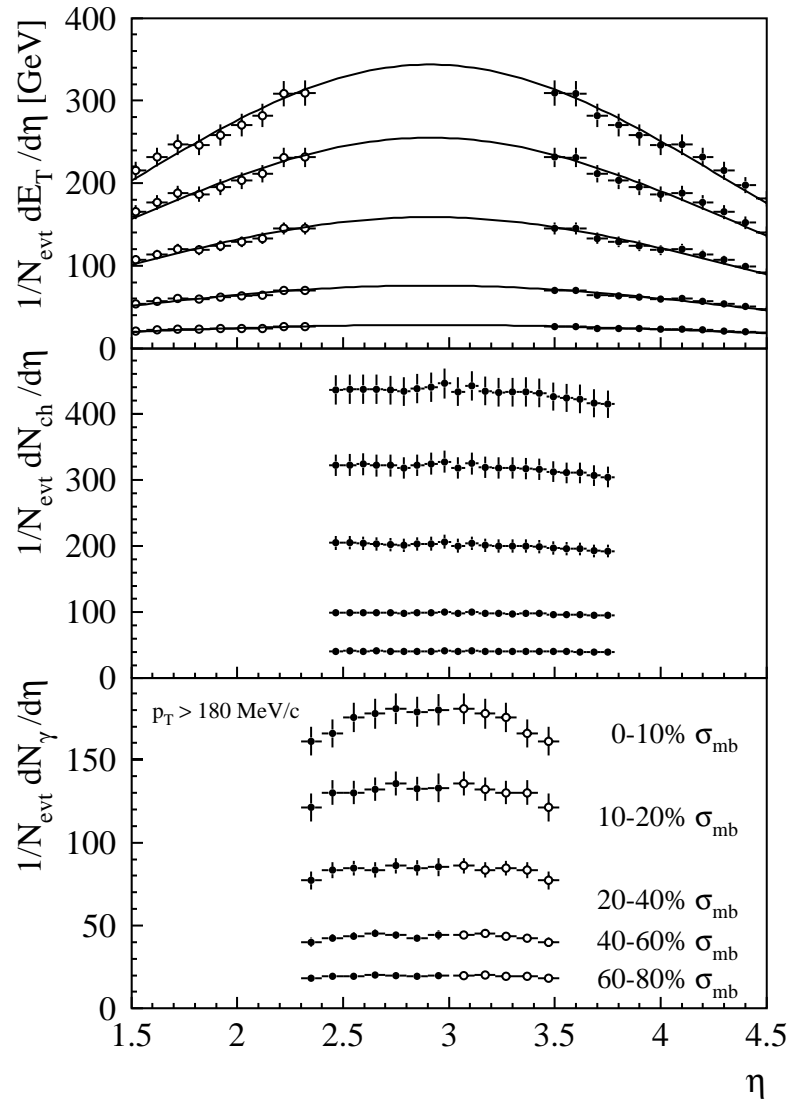 1/N_evt dE_T /dη [GeV]
400
300
200
100
0
1/N_evt dN_ch /dη
400
300
200
100
0
1/N_evt dN_γ /dη
150
100
50
0
p_T > 180 MeV/c
0-10% σ_mb
10-20% σ_mb
20-40% σ_mb
40-60% σ_mb
60-80% σ_mb
1.5 2 2.5 3 3.5 4 4.5
η